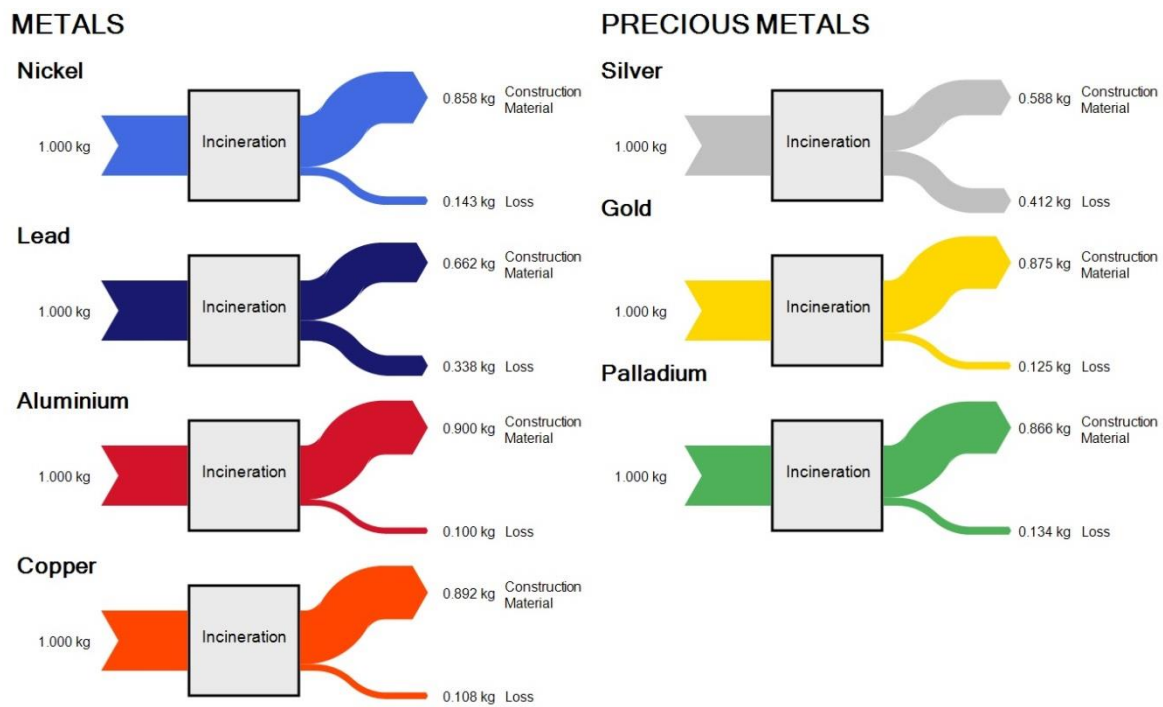 METALS
Nickel
1.000 kg
Incineration
0.858 kg
Construction
Material
0.143 kg Loss
Lead
1.000 kg
Incineration
0.662 kg
Construction
Material
0.338 kg Loss
Aluminium
1.000 kg
Incineration
0.900 kg
Construction
Material
0.100 kg Loss
Copper
1.000 kg
Incineration
0.892 kg
Construction
Material
0.108 kg Loss
PRECIOUS METALS
Silver
1.000 kg
Incineration
0.588 kg
Construction
Material
0.412 kg Loss
Gold
1.000 kg
Incineration
0.875 kg
Construction
Material
0.125 kg Loss
Palladium
1.000 kg
Incineration
0.866 kg
Construction
Material
0.134 kg Loss